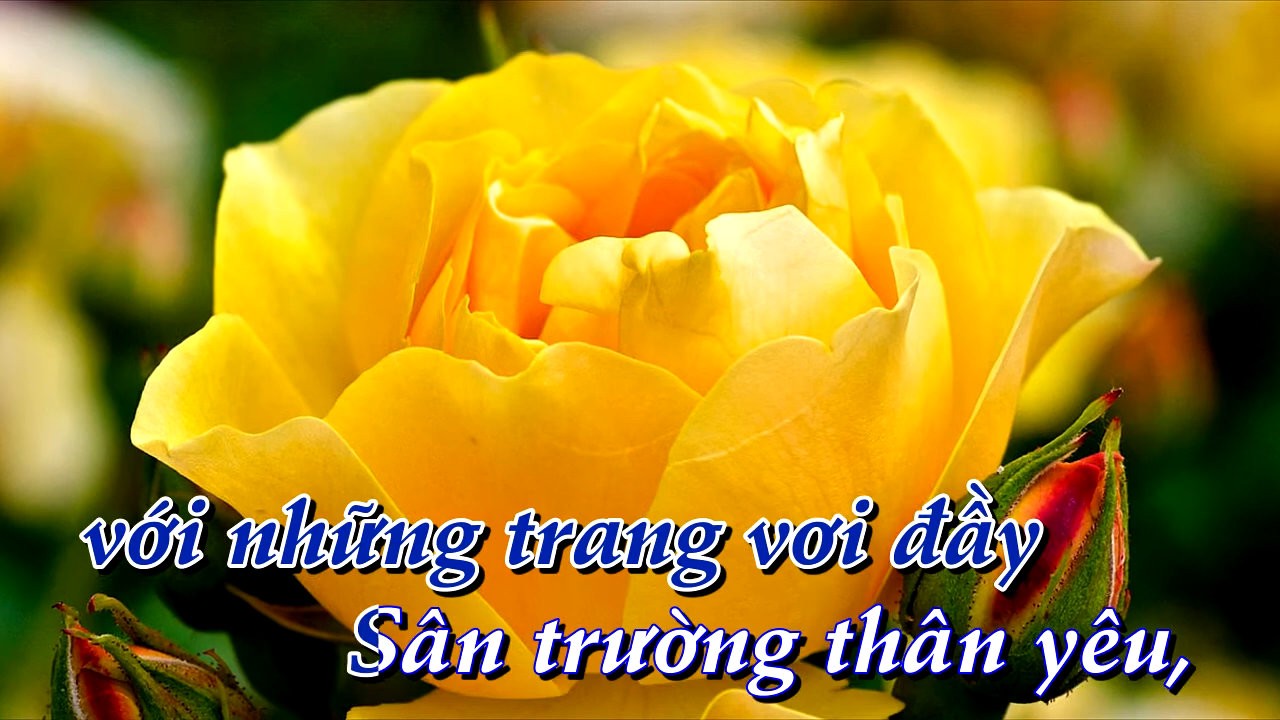 với những trang vơi đầy
Sân trường thân yêu,